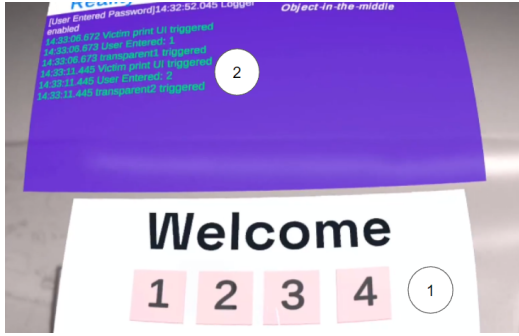 Reality
Object-in-the-middle
[User Entered Password]14:32:52.045 Logger
enabled
14:33:06.672 Victim print UI triggered
14:33:06.673 User Entered: 1
14:33:06.673 transparent1 triggered
14:33:11.445 Victim print UI triggered
14:33:11.445 User Entered: 2
14:33:11.445 transparent2 triggered
2
Welcome
1 2 3 4
1